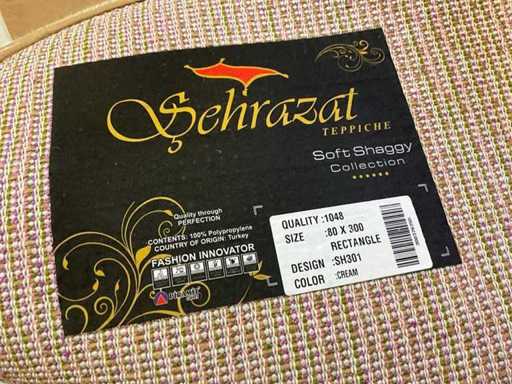 Şehrazat
TEPPICHE
Soft Shaggy
Collection
Quality through
PERFECTION
CONTENTS: 100% Polypropylene
COUNTRY OF ORIGIN: Turkey
FASHION INNOVATOR
QUALITY :1048
SIZE :80 X 300
RECTANGLE
DESIGN :SH301
COLOR :CREAM